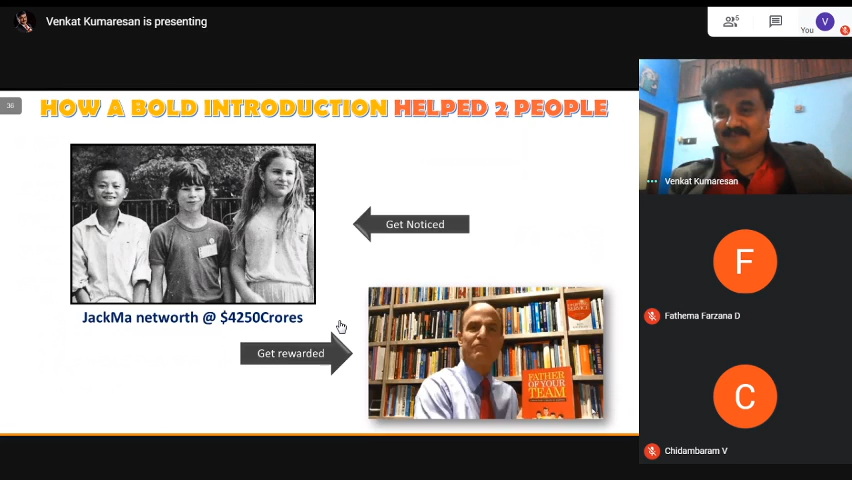 Venkat Kumaresan is presenting
5
You
V
36
HOW A BOLD INTRODUCTION HELPED 2 PEOPLE
Get Noticed
JackMa networth @ $4250Crores
Get rewarded
FATHER
OF YOUR
TEAM
Venkat Kumaresan
F
Fathema Farzana D
C
Chidambaram V